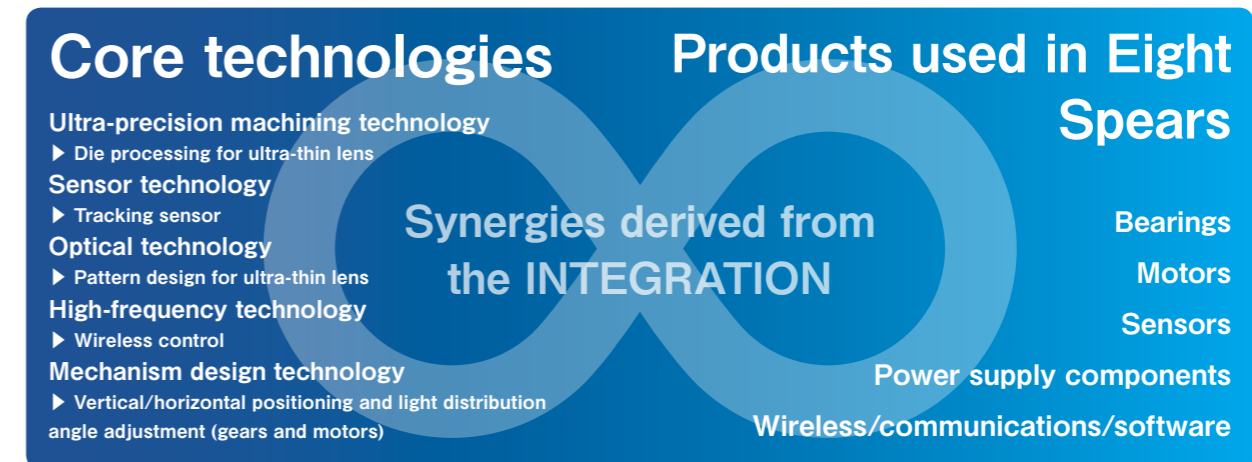 Core technologies
Ultra-precision machining technology
▶ Die processing for ultra-thin lens
Sensor technology
▶ Tracking sensor
Optical technology
▶ Pattern design for ultra-thin lens
High-frequency technology
▶ Wireless control
Mechanism design technology
▶ Vertical/horizontal positioning and light distribution
angle adjustment (gears and motors)
Synergies derived from
the INTEGRATION
Products used in Eight
Spears
Bearings
Motors
Sensors
Power supply components
Wireless/communications/software